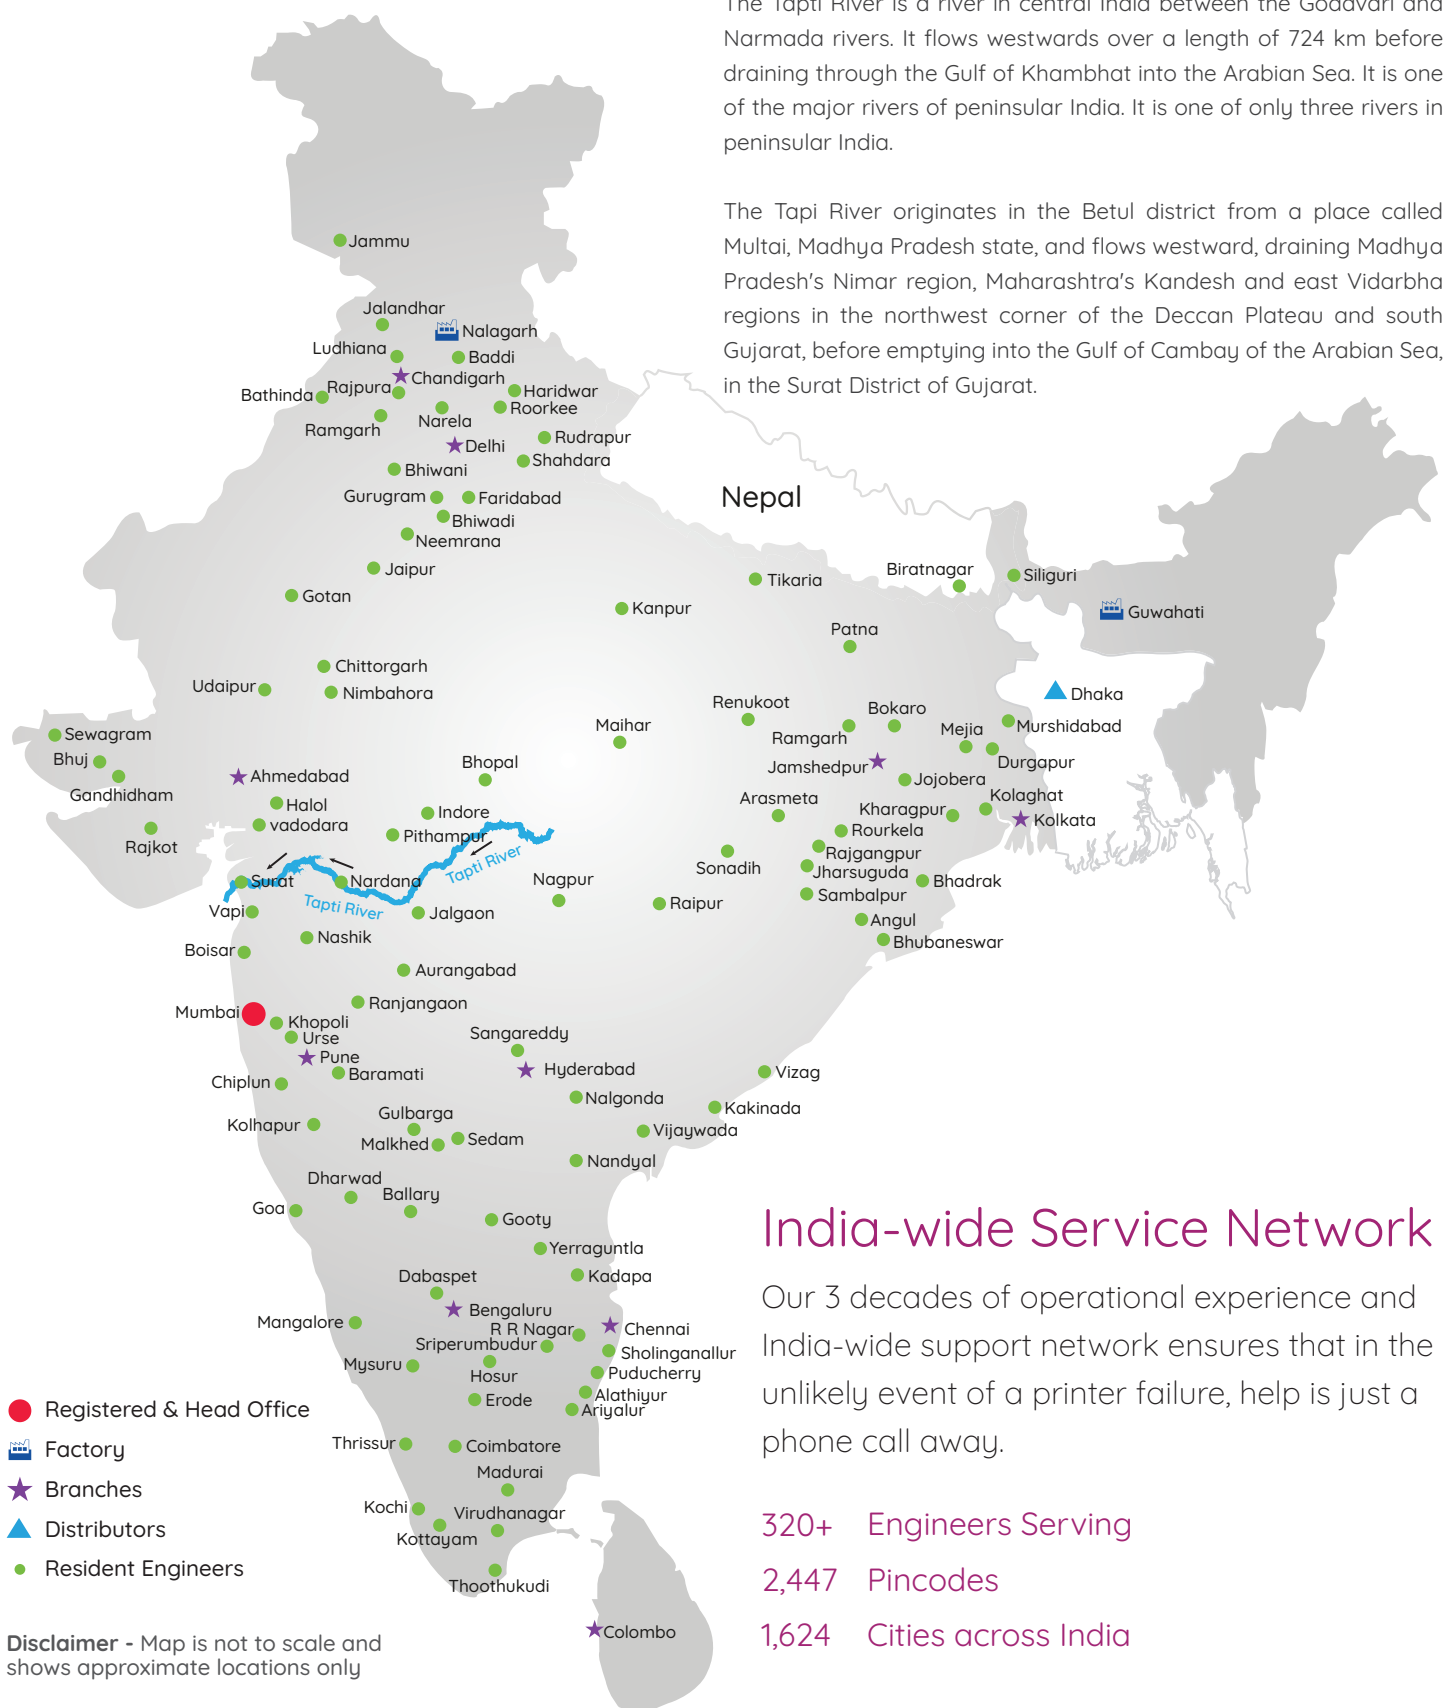 The Tapti River is a river in central India between the Godavari and
Narmada rivers. It flows westwards over a length of 724 km before
draining through the Gulf of Khambhat into the Arabian Sea. It is one
of the major rivers of peninsular India. It is one of only three rivers in
peninsular India.
The Tapi River originates in the Betul district from a place called
Multai, Madhya Pradesh state, and flows westward, draining Madhya
Pradesh's Nimar region, Maharashtra's Kandesh and east Vidarbha
regions in the northwest corner of the Deccan Plateau and south
Gujarat, before emptying into the Gulf of Cambay of the Arabian Sea,
in the Surat District of Gujarat.
Jammu
Jalandhar
Nalagarh
Ludhiana
Baddi
Chandigarh
Rajpura
Bathinda
Haridwar
Roorkee
Narela
Ramgarh
Rudrapur
Delhi
Shahdara
Bhiwani
Gurugram
Faridabad
Bhiwadi
Neemrana
Nepal
Jaipur
Biratnagar
Siliguri
Tikaria
Gotan
Kanpur
Guwahati
Patna
Chittorgarh
Udaipur
Nimbahora
Dhaka
Renukoot
Bokaro
Maihar
Murshidabad
Mejia
Sewagram
Ramgarh
Bhuj
Bhopal
Durgapur
Jamshedpur
Ahmedabad
Jojobera
Gandhidham
Arasmeta
Kolaghat
Halol
Indore
Kharagpur
Kolkata
vadodara
Rourkela
Pithampur
Rajkot
Rajgangpur
Tapti River
Sonadih
Jharsuguda
Surat
Nardana
Nagpur
Bhadrak
Sambalpur
Raipur
Tapti River
Vapi
Jalgaon
Angul
Nashik
Bhubaneswar
Boisar
Aurangabad
Ranjangaon
Mumbai
Khopoli
Sangareddy
Urse
Pune
Hyderabad
Vizag
Baramati
Chiplun
Nalgonda
Kakinada
Gulbarga
Kolhapur
Vijaywada
Sedam
Malkhed
Nandyal
Dharwad
Ballary
Goa
Gooty
Yerraguntla
Dabaspet
Kadapa
Bengaluru
Mangalore
R R Nagar
Chennai
Sriperumbudur
Sholinganallur
Mysuru
Hosur
Puducherry
Alathiyur
Erode
Ariyalur
Thrissur
Coimbatore
Madurai
Kochi
Virudhanagar
Kottayam
Thoothukudi
Colombo
Registered & Head Office
Factory
Branches
Distributors
Resident Engineers
Disclaimer - Map is not to scale and
shows approximate locations only
India-wide Service Network
Our 3 decades of operational experience and
India-wide support network ensures that in the
unlikely event of a printer failure, help is just a
phone call away.
320+ Engineers Serving
2,447 Pincodes
1,624 Cities across India